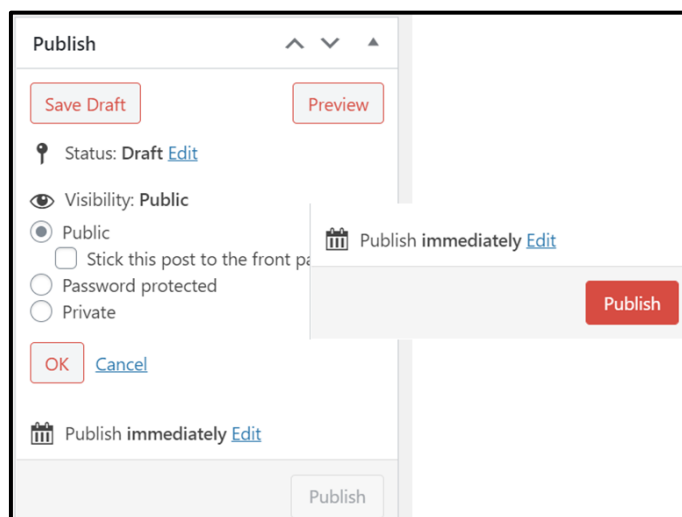 Publish
Save Draft Preview
Status: Draft Edit
Visibility: Public
Public
Stick this post to the front
Password protected
Private
OK Cancel
Publish immediately Edit
Publish
Publish immediately Edit
Publish